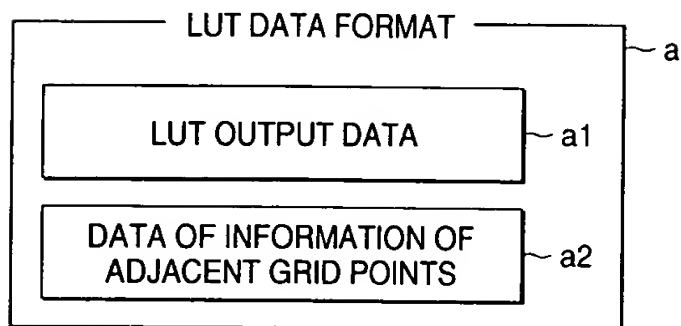 LUT DATA FORMAT
a
LUT OUTPUT DATA
a1
DATA OF INFORMATION OF
ADJACENT GRID POINTS
a2